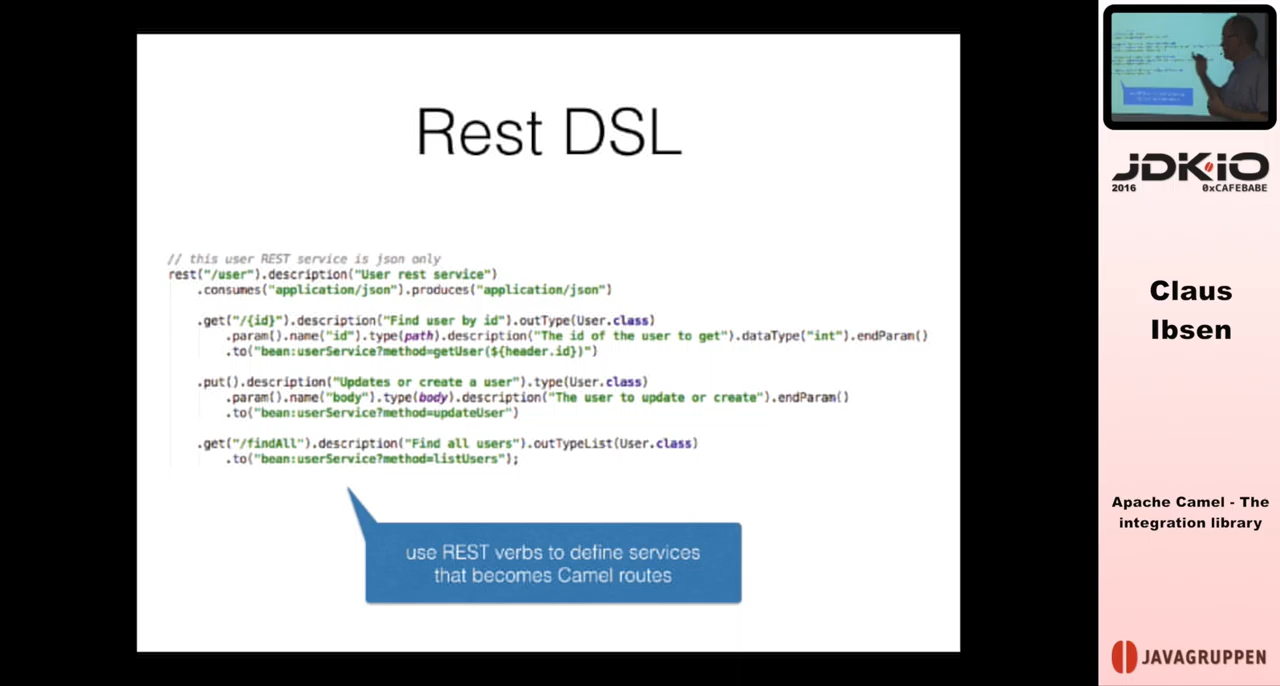 Rest DSL
// this user REST service is json only
rest("/user").description("User rest service")
.consumes("application/json").produces("application/json")
.get("/{id}").description("Find user by id").outType(User.class)
.param().name("id").type(path).description("The id of the user to get").dataType("int").endParam()
.to("bean:userService?method=getUser(${header.id})")
.put().description("Updates or create a user").type(User.class)
.param().name("body").type(body).description("The user to update or create").endParam()
.to("bean:userService?method=updateUser")
.get("/findAll").description("Find all users").outTypeList(User.class)
.to("bean:userService?method=listUsers");
use REST verbs to define services
that becomes Camel routes
JDK.iO
2016 0xCAFEBABE
Claus
Ibsen
Apache Camel - The
integration library
JAVAGRUPPEN